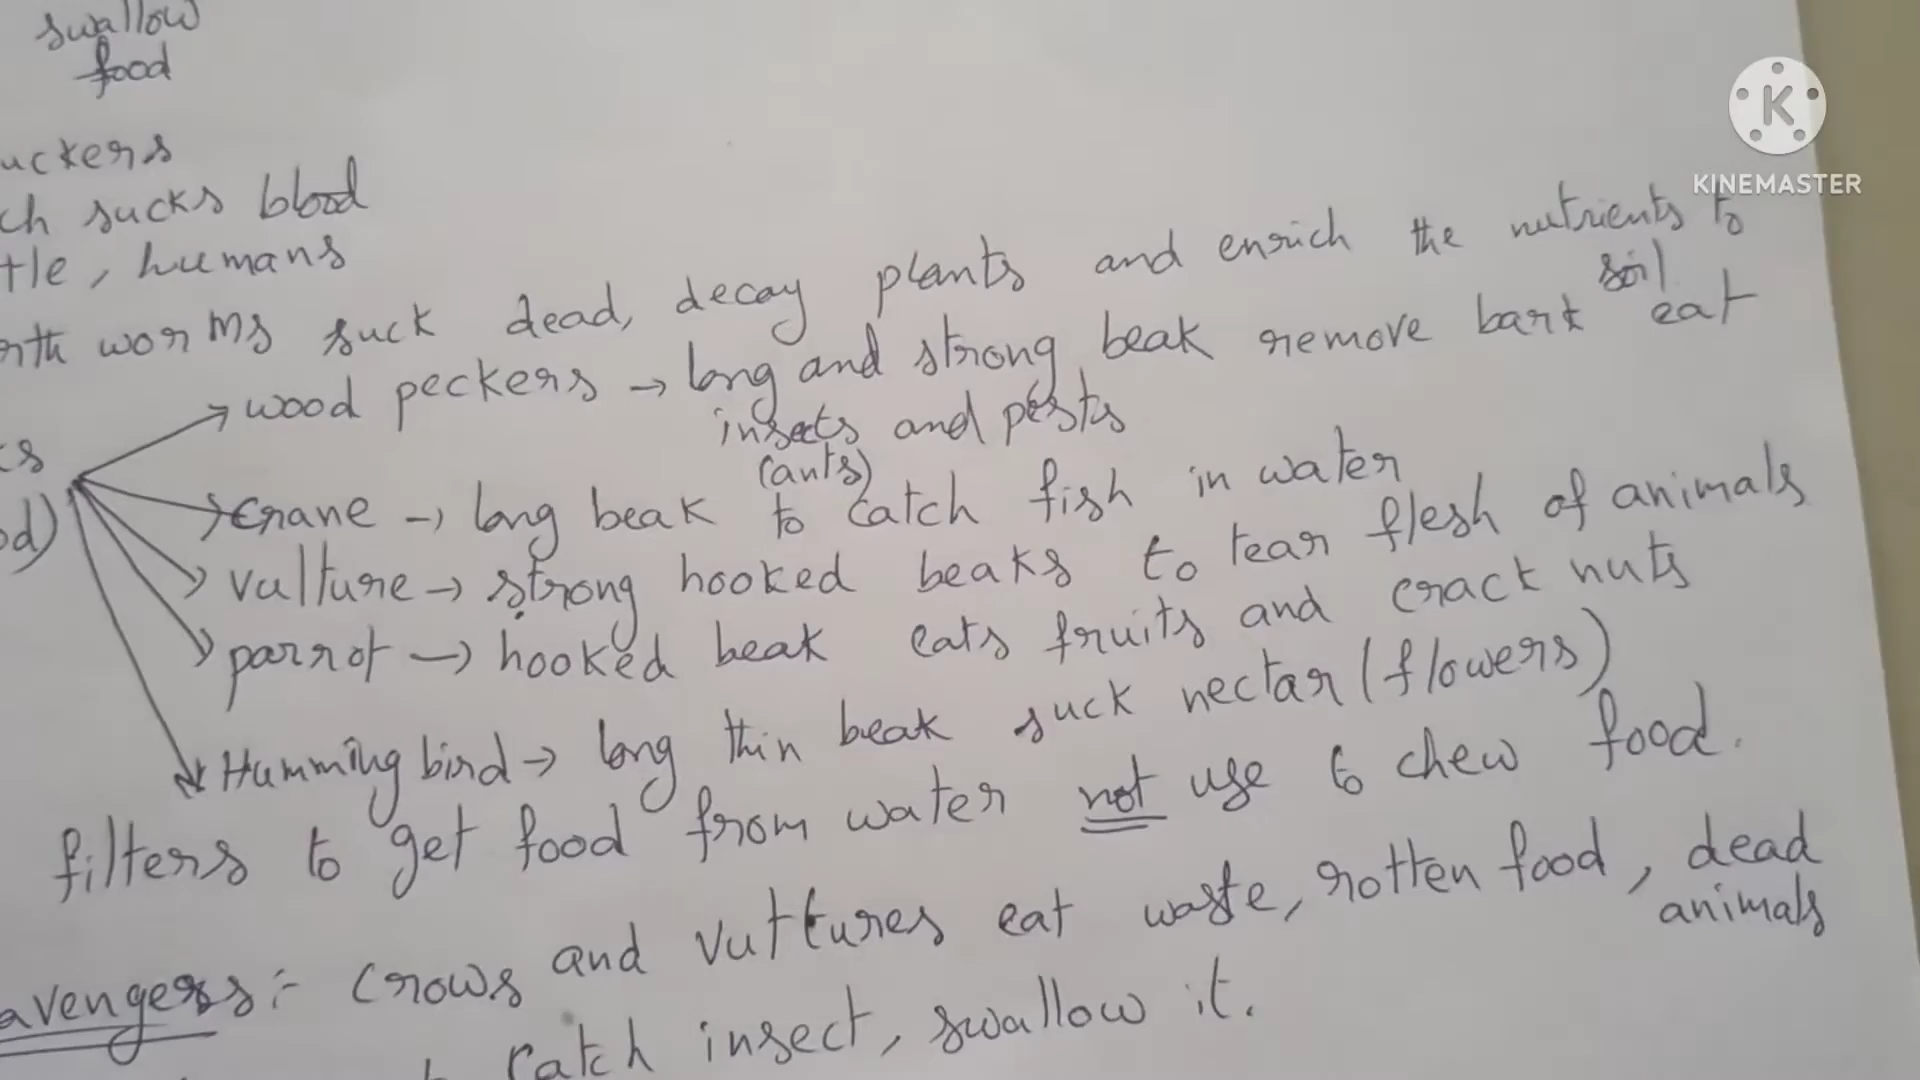 swallow
food
uckers
ch sucks blood
tle, humans
rth worms suck dead, decay plants and enrich the nutrients to
soil
wood peckers → long and strong beak remove bark eat
insects and pests
(ants)
ks
od)
crane → long beak to catch fish in water
vulture → strong hooked beaks to tear flesh of animals
parrot → hooked beak eats fruits and crack nuts
Humming bird → long thin beak suck nectar (flowers)
filters to get food from water not use to chew food.
avengers:- Crows and vultures eat waste, rotten food, dead
animals
catch insect, swallow it.
K
KINEMASTER